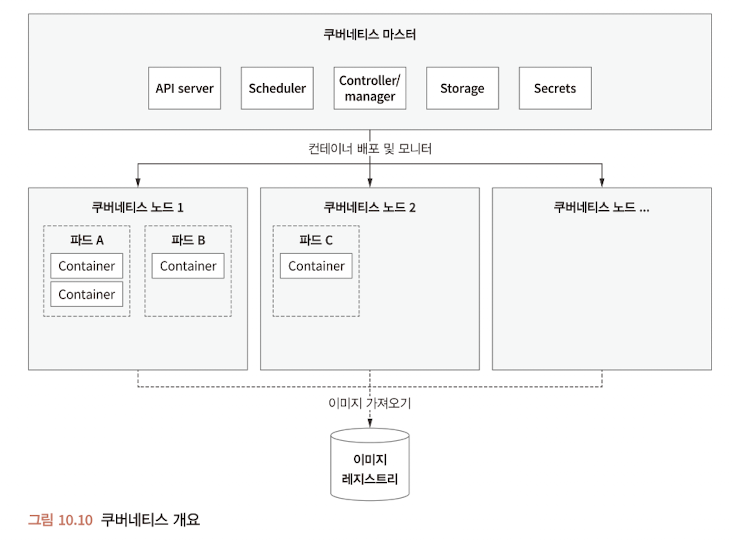 쿠버네티스 마스터
API server
Scheduler
Controller/
manager
Storage
Secrets
컨테이너 배포 및 모니터
쿠버네티스 노드 1
파드 A
Container
Container
파드 B
Container
쿠버네티스 노드 2
파드 C
Container
쿠버네티스 노드 ...
이미지 가져오기
이미지
레지스트리
그림 10.10 쿠버네티스 개요